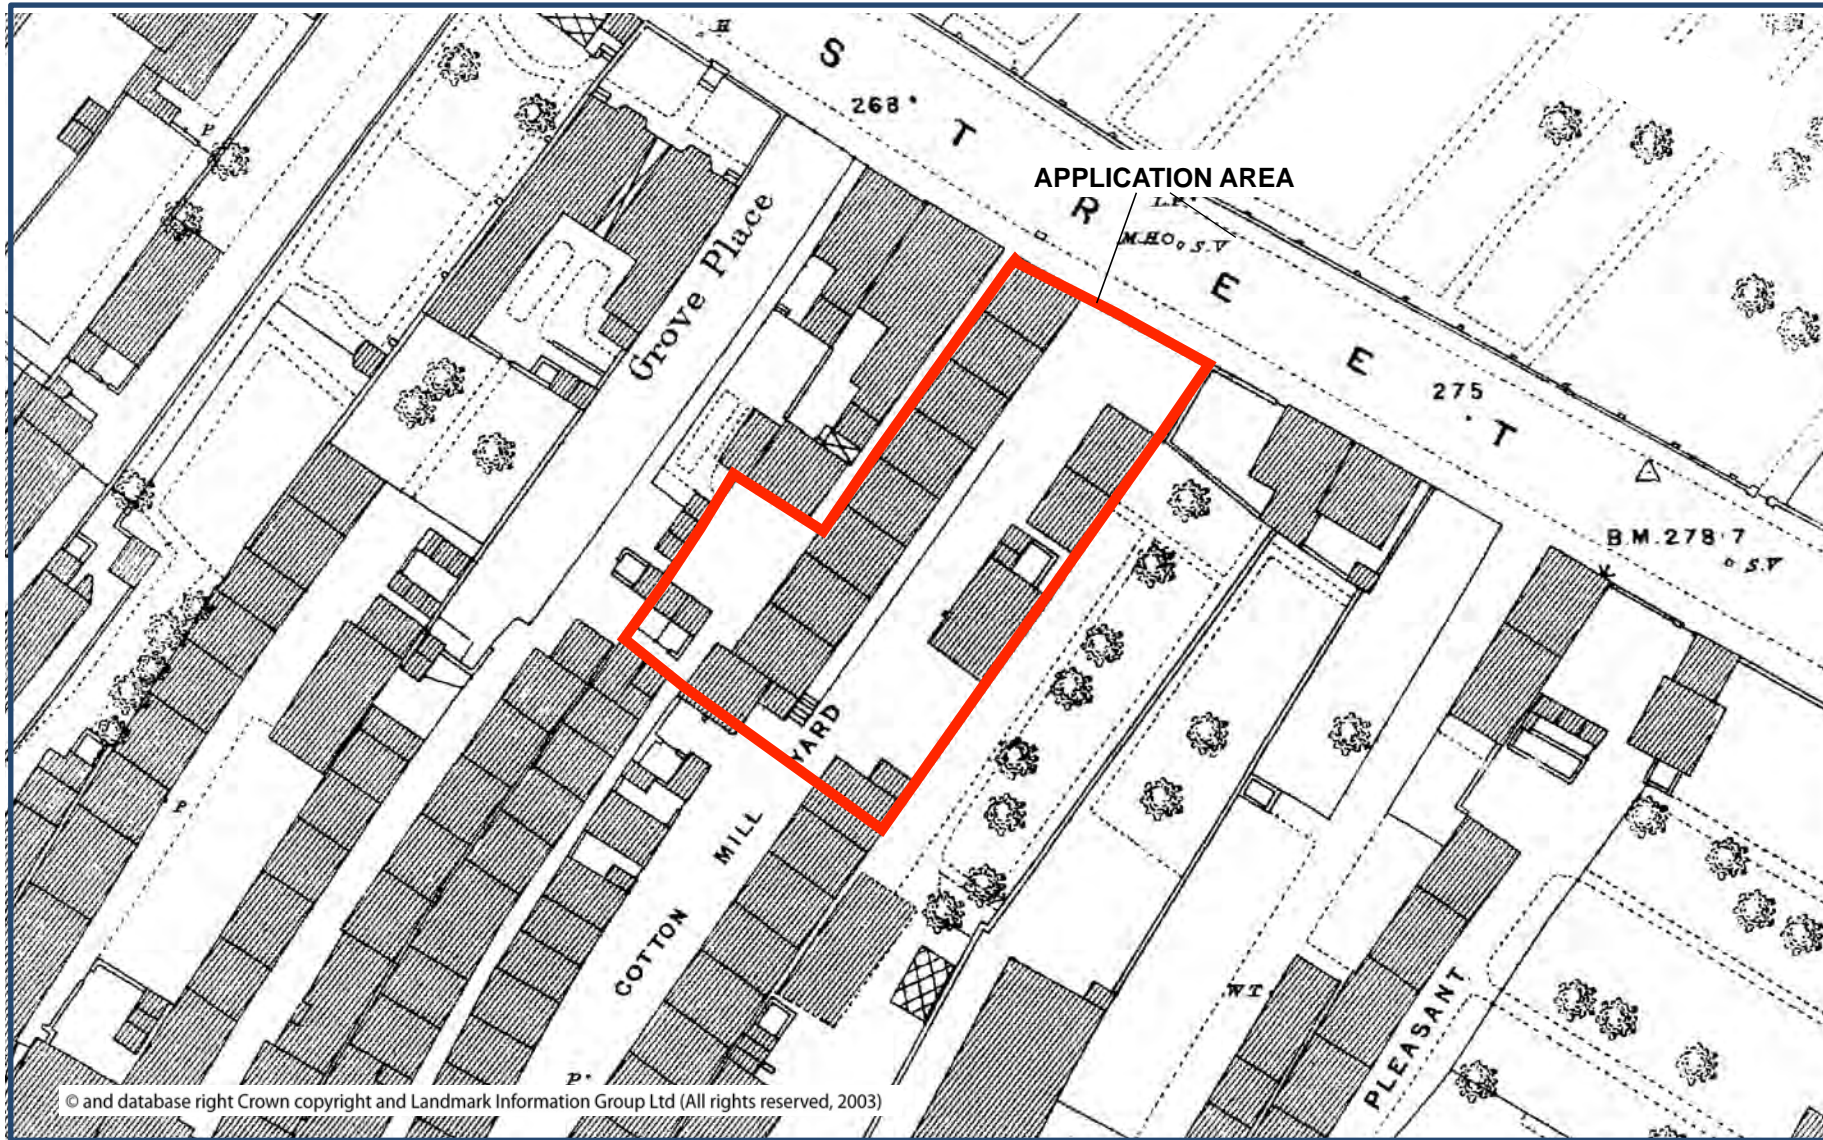 H
STREET
268
APPLICATION AREA
L.P.
M.H. S.V
P
Grove Place
275
B.M. 278.7
S.V
P
COTTON MILL YARD
W.T.
PLEASANT
P
© and database right Crown copyright and Landmark Information Group Ltd (All rights reserved, 2003)